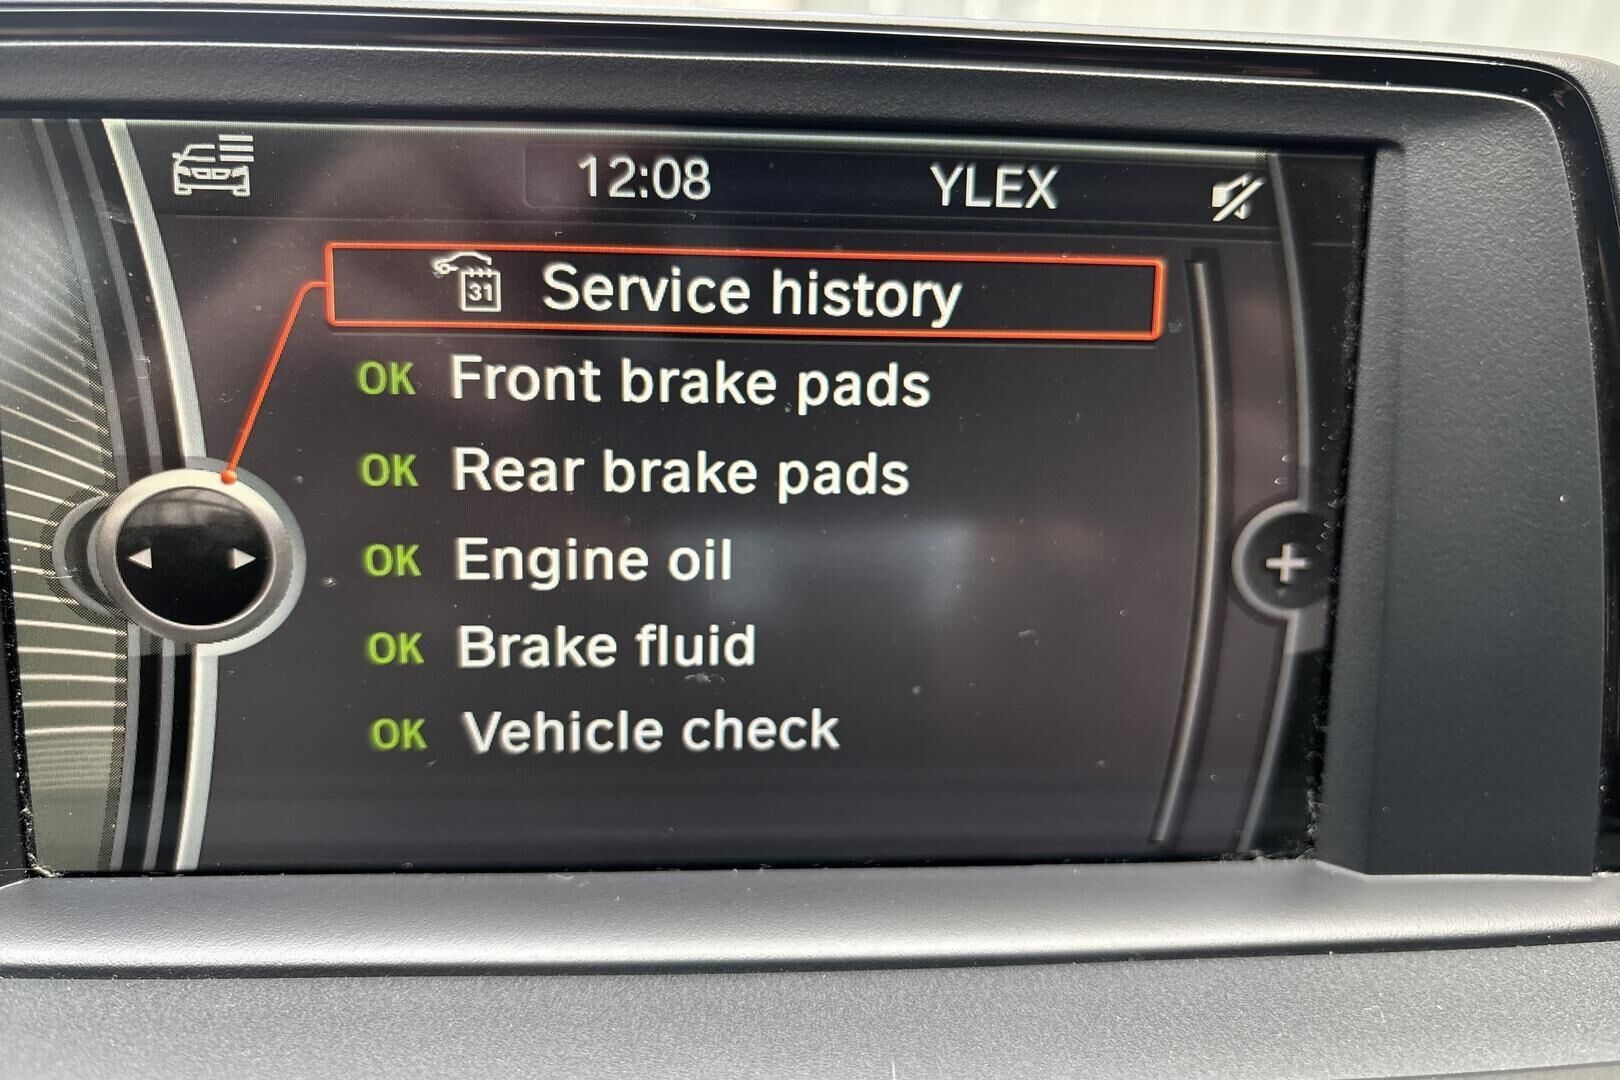 12:08 YLEX
31 Service history
OK Front brake pads
OK Rear brake pads
OK Engine oil
OK Brake fluid
OK Vehicle check